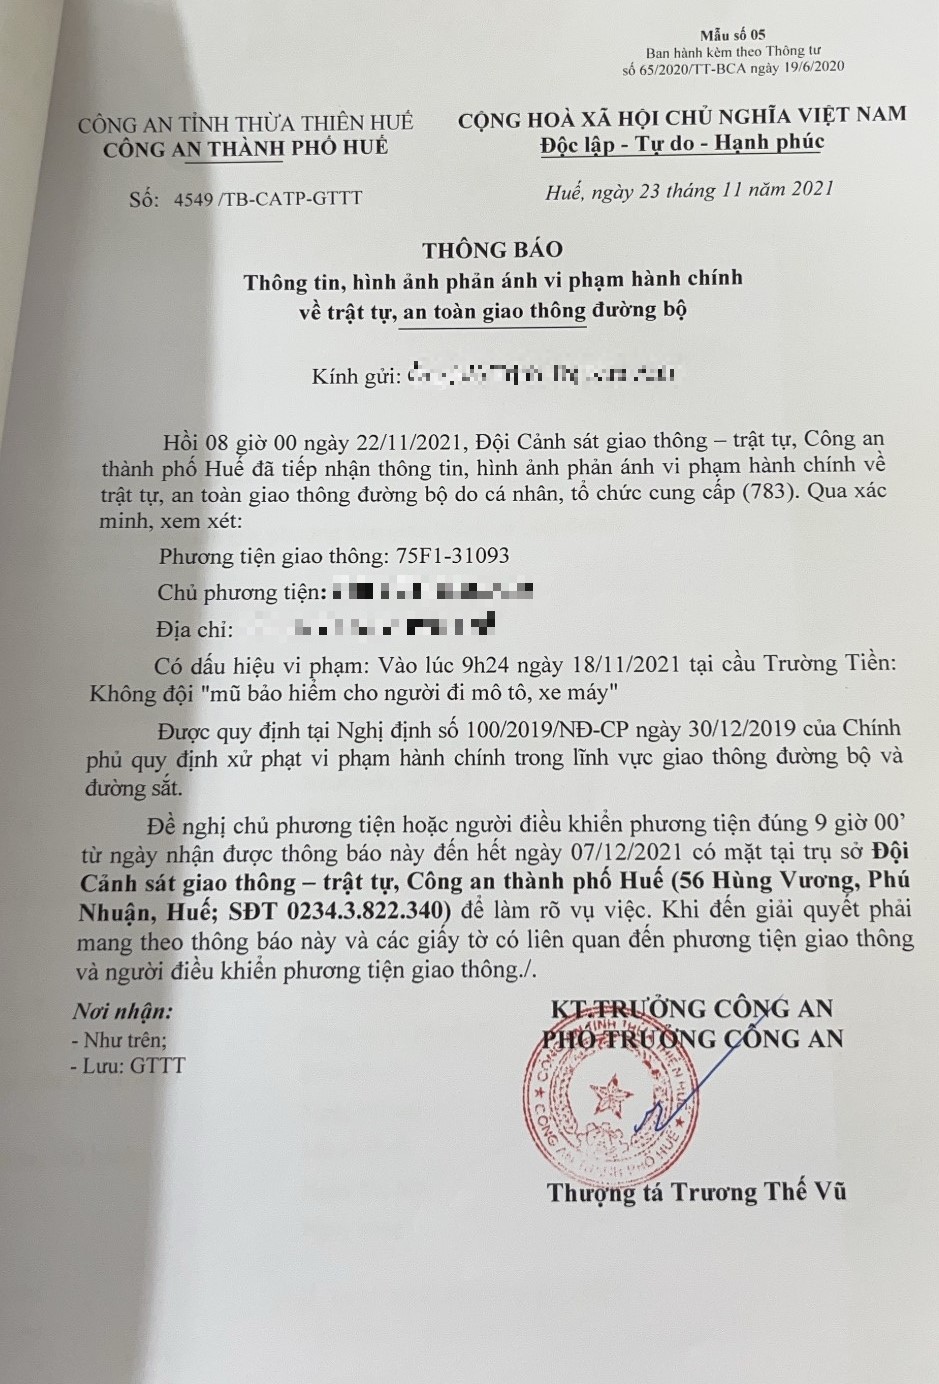 Mẫu số 05
Ban hành kèm theo Thông tư
số 65/2020/TT-BCA ngày 19/6/2020
CÔNG AN TỈNH THỪA THIÊN HUẾ
CÔNG AN THÀNH PHỐ HUẾ
CỘNG HOÀ XÃ HỘI CHỦ NGHĨA VIỆT NAM
Độc lập - Tự do - Hạnh phúc
Số: 4549 /TB-CATP-GTTT
Huế, ngày 23 tháng 11 năm 2021
THÔNG BÁO
Thông tin, hình ảnh phản ánh vi phạm hành chính
về trật tự, an toàn giao thông đường bộ
Kính gửi:
Hồi 08 giờ 00 ngày 22/11/2021, Đội Cảnh sát giao thông – trật tự, Công an
thành phố Huế đã tiếp nhận thông tin, hình ảnh phản ánh vi phạm hành chính về
trật tự, an toàn giao thông đường bộ do cá nhân, tổ chức cung cấp (783). Qua xác
minh, xem xét:
Phương tiện giao thông: 75F1-31093
Chủ phương tiện:
Địa chỉ:
Có dấu hiệu vi phạm: Vào lúc 9h24 ngày 18/11/2021 tại cầu Trường Tiền:
Không đội "mũ bảo hiểm cho người đi mô tô, xe máy"
Được quy định tại Nghị định số 100/2019/NĐ-CP ngày 30/12/2019 của Chính
phủ quy định xử phạt vi phạm hành chính trong lĩnh vực giao thông đường bộ và
đường sắt.
Đề nghị chủ phương tiện hoặc người điều khiển phương tiện đúng 9 giờ 00’
từ ngày nhận được thông báo này đến hết ngày 07/12/2021 có mặt tại trụ sở Đội
Cảnh sát giao thông – trật tự, Công an thành phố Huế (56 Hùng Vương, Phú
Nhuận, Huế; SĐT 0234.3.822.340) để làm rõ vụ việc. Khi đến giải quyết phải
mang theo thông báo này và các giấy tờ có liên quan đến phương tiện giao thông
và người điều khiển phương tiện giao thông./.
Nơi nhận:
- Như trên;
- Lưu: GTTT
KT.TRƯỞNG CÔNG AN
PHÓ TRƯỞNG CÔNG AN
CÔNG AN TỈNH THỪA THIÊN HUẾ
CÔNG AN THÀNH PHỐ HUẾ
Thượng tá Trương Thế Vũ